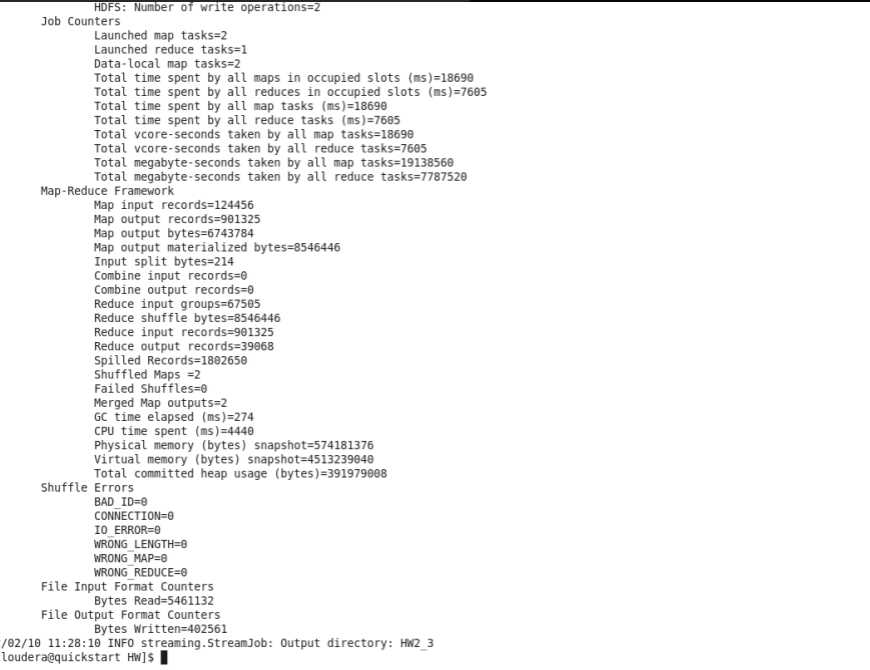 HDFS: Number of write operations=2
Job Counters
Launched map tasks=2
Launched reduce tasks=1
Data-local map tasks=2
Total time spent by all maps in occupied slots (ms)=18690
Total time spent by all reduces in occupied slots (ms)=7605
Total time spent by all map tasks (ms)=18690
Total time spent by all reduce tasks (ms)=7605
Total vcore-seconds taken by all map tasks=18690
Total vcore-seconds taken by all reduce tasks=7605
Total megabyte-seconds taken by all map tasks=19138560
Total megabyte-seconds taken by all reduce tasks=7787520
Map-Reduce Framework
Map input records=124456
Map output records=901325
Map output bytes=6743784
Map output materialized bytes=8546446
Input split bytes=214
Combine input records=0
Combine output records=0
Reduce input groups=67505
Reduce shuffle bytes=8546446
Reduce input records=901325
Reduce output records=39068
Spilled Records=1802650
Shuffled Maps =2
Failed Shuffles=0
Merged Map outputs=2
GC time elapsed (ms)=274
CPU time spent (ms)=4440
Physical memory (bytes) snapshot=574181376
Virtual memory (bytes) snapshot=4513239040
Total committed heap usage (bytes)=391979008
Shuffle Errors
BAD_ID=0
CONNECTION=0
IO_ERROR=0
WRONG_LENGTH=0
WRONG_MAP=0
WRONG_REDUCE=0
File Input Format Counters
Bytes Read=5461132
File Output Format Counters
Bytes Written=402561
/02/10 11:28:10 INFO streaming.StreamJob: Output directory: HW2_3
loudera@quickstart HW]$